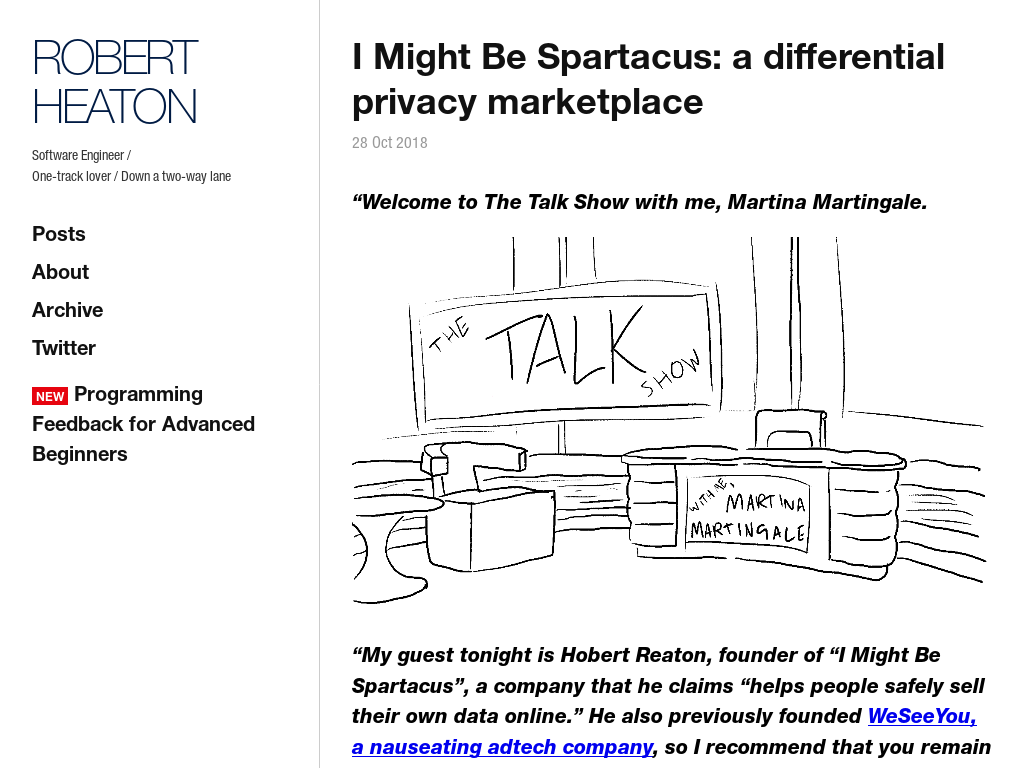 ROBERT
HEATON
Software Engineer /
One-track lover / Down a two-way lane
Posts
About
Archive
Twitter
NEW Programming
Feedback for Advanced
Beginners
I Might Be Spartacus: a differential
privacy marketplace
28 Oct 2018
“Welcome to The Talk Show with me, Martina Martingale.
THE
TALK
SHOW
WITH ME,
MARTINA
MARTINGALE
“My guest tonight is Hobert Reaton, founder of “I Might Be
Spartacus”, a company that he claims “helps people safely sell
their own data online.” He also previously founded WeSeeYou,
a nauseating adtech company, so I recommend that you remain